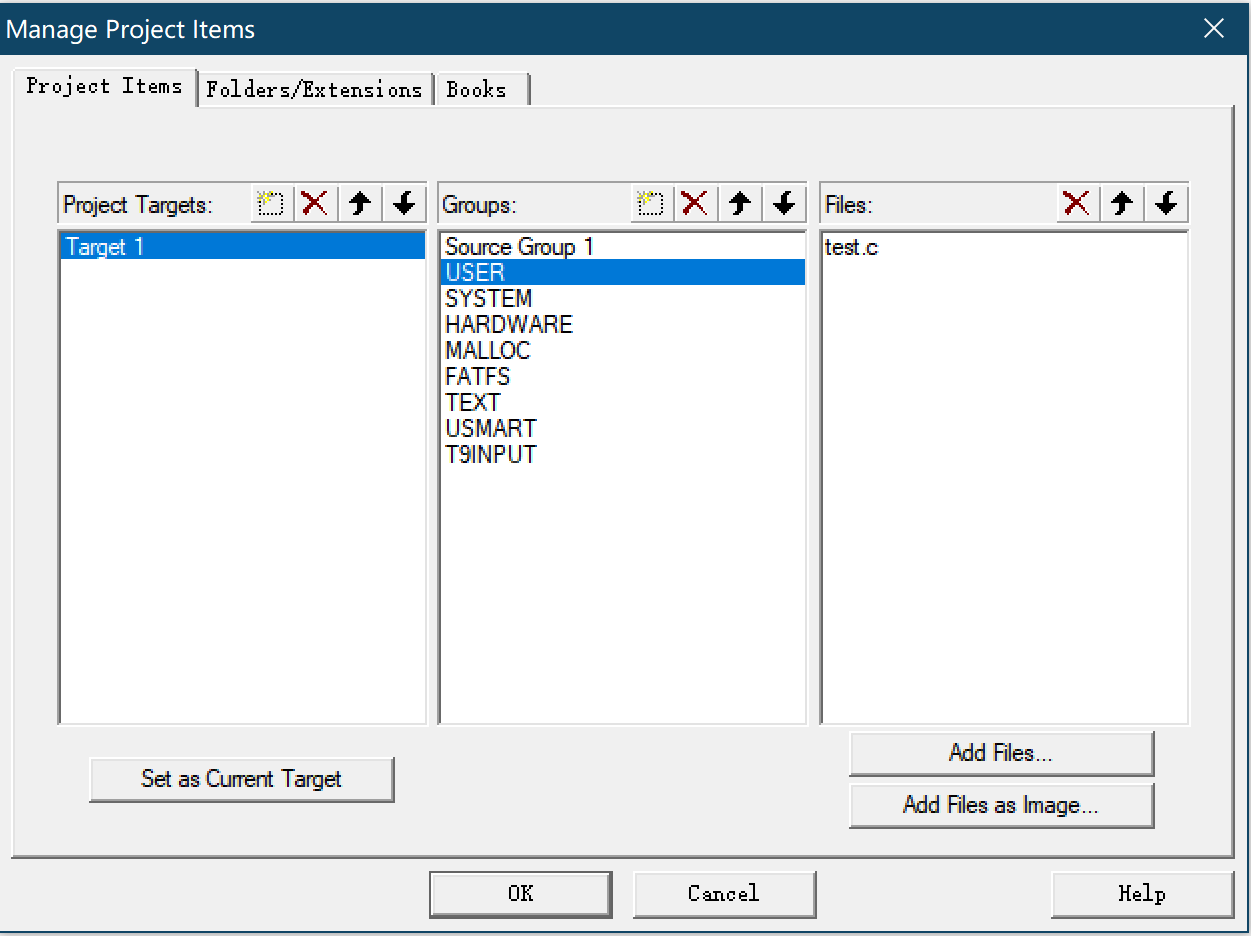 Manage Project Items
Project Items Folders/Extensions Books
Project Targets:
Target 1
Set as Current Target
Groups:
Source Group 1
USER
SYSTEM
HARDWARE
MALLOC
FATFS
TEXT
USMART
T9INPUT
Files:
test.c
Add Files...
Add Files as Image...
OK Cancel Help